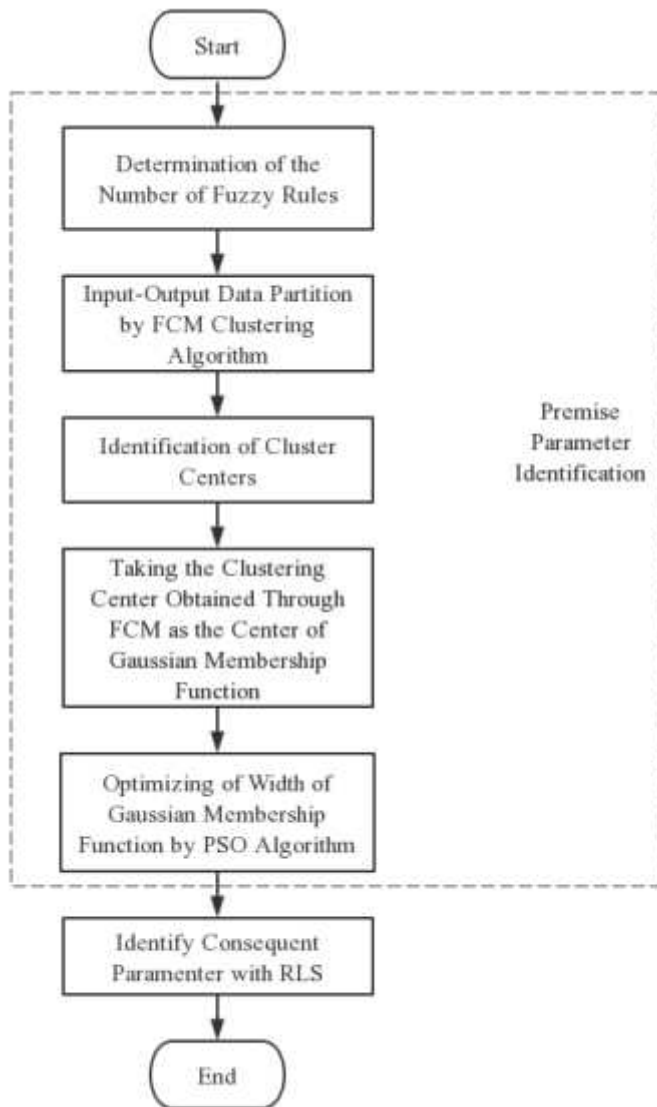 Start
Determination of the
Number of Fuzzy Rules
Input-Output Data Partition
by FCM Clustering
Algorithm
Identification of Cluster
Centers
Premise
Parameter
Identification
Taking the Clustering
Center Obtained Through
FCM as the Center of
Gaussian Membership
Function
Optimizing of Width of
Gaussian Membership
Function by PSO Algorithm
Identify Consequent
Paramenter with RLS
End